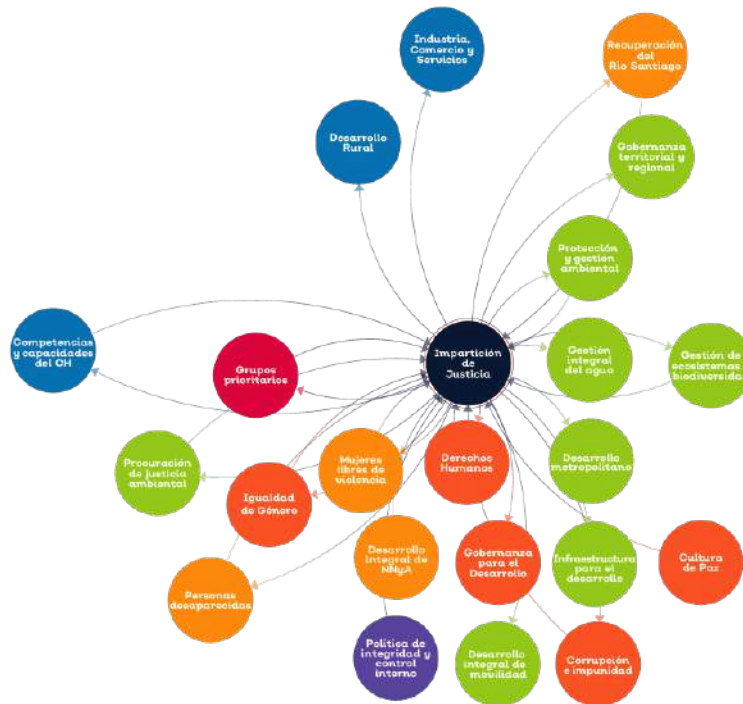 Industria,
Comercio y
Servicios
Recuperación
del
Río Santiago
Desarrollo
Rural
Gobernanza
territorial y
regional
Protección
y gestión
ambiental
Competencias
y capacidades
del CH
Grupos
prioritarios
Impartición
de
Justicia
Gestión
integral
del agua
Gestión de
ecosistemas
biodiversida
Procuración
de justicia
ambiental
Igualdad
de Género
Mujeres
libres de
violencia
Derechos
Humanos
Desarrollo
metropolitano
Personas
desaparecidas
Desarrollo
integral de
NNyA
Gobernanza
para el
Desarrollo
Infraestructura
para el
desarrollo
Cultura
de Paz
Política de
integridad y
control
interno
Desarrollo
integral de
movilidad
Corrupción
e impunidad